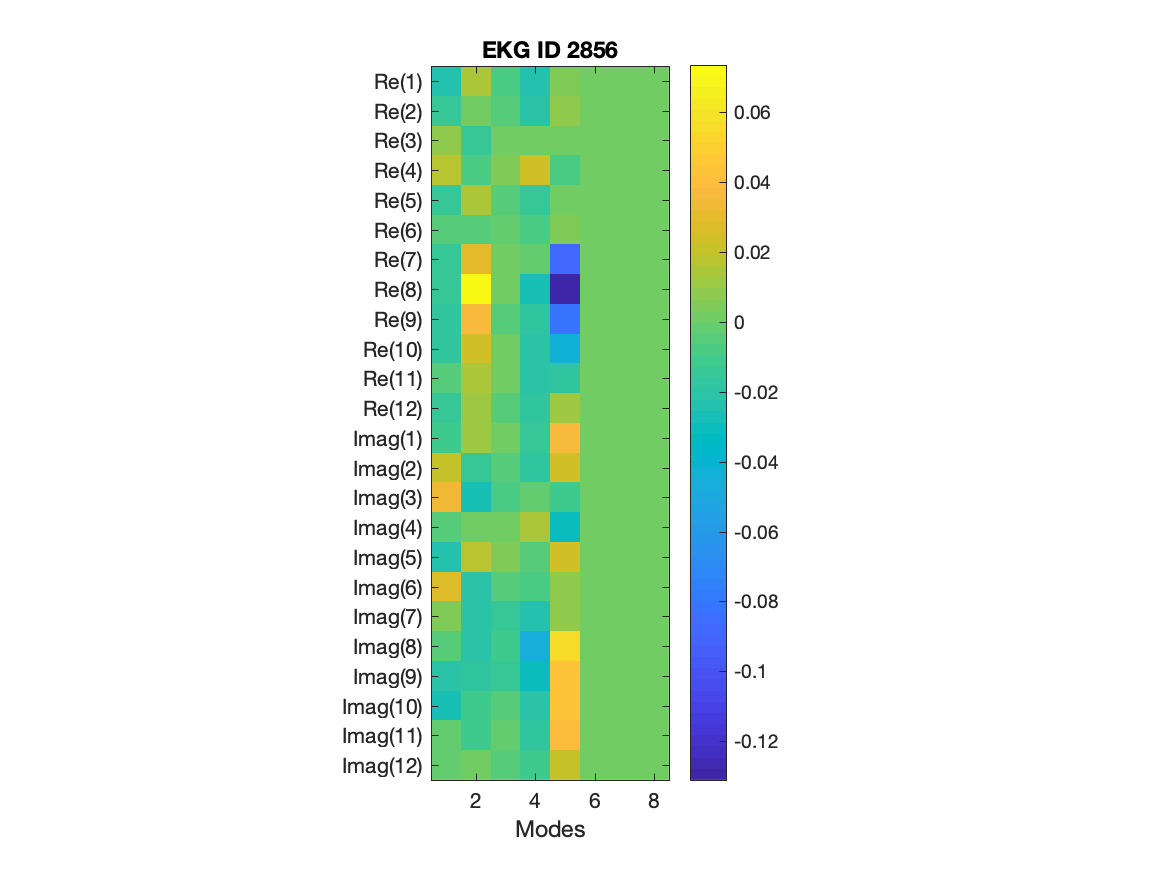 EKG ID 2856
Re(1)
Re(2)
Re(3)
Re(4)
Re(5)
Re(6)
Re(7)
Re(8)
Re(9)
Re(10)
Re(11)
Re(12)
Imag(1)
Imag(2)
Imag(3)
Imag(4)
Imag(5)
Imag(6)
Imag(7)
Imag(8)
Imag(9)
Imag(10)
Imag(11)
Imag(12)
2 4 6 8
Modes
0.06
0.04
0.02
0
-0.02
-0.04
-0.06
-0.08
-0.1
-0.12